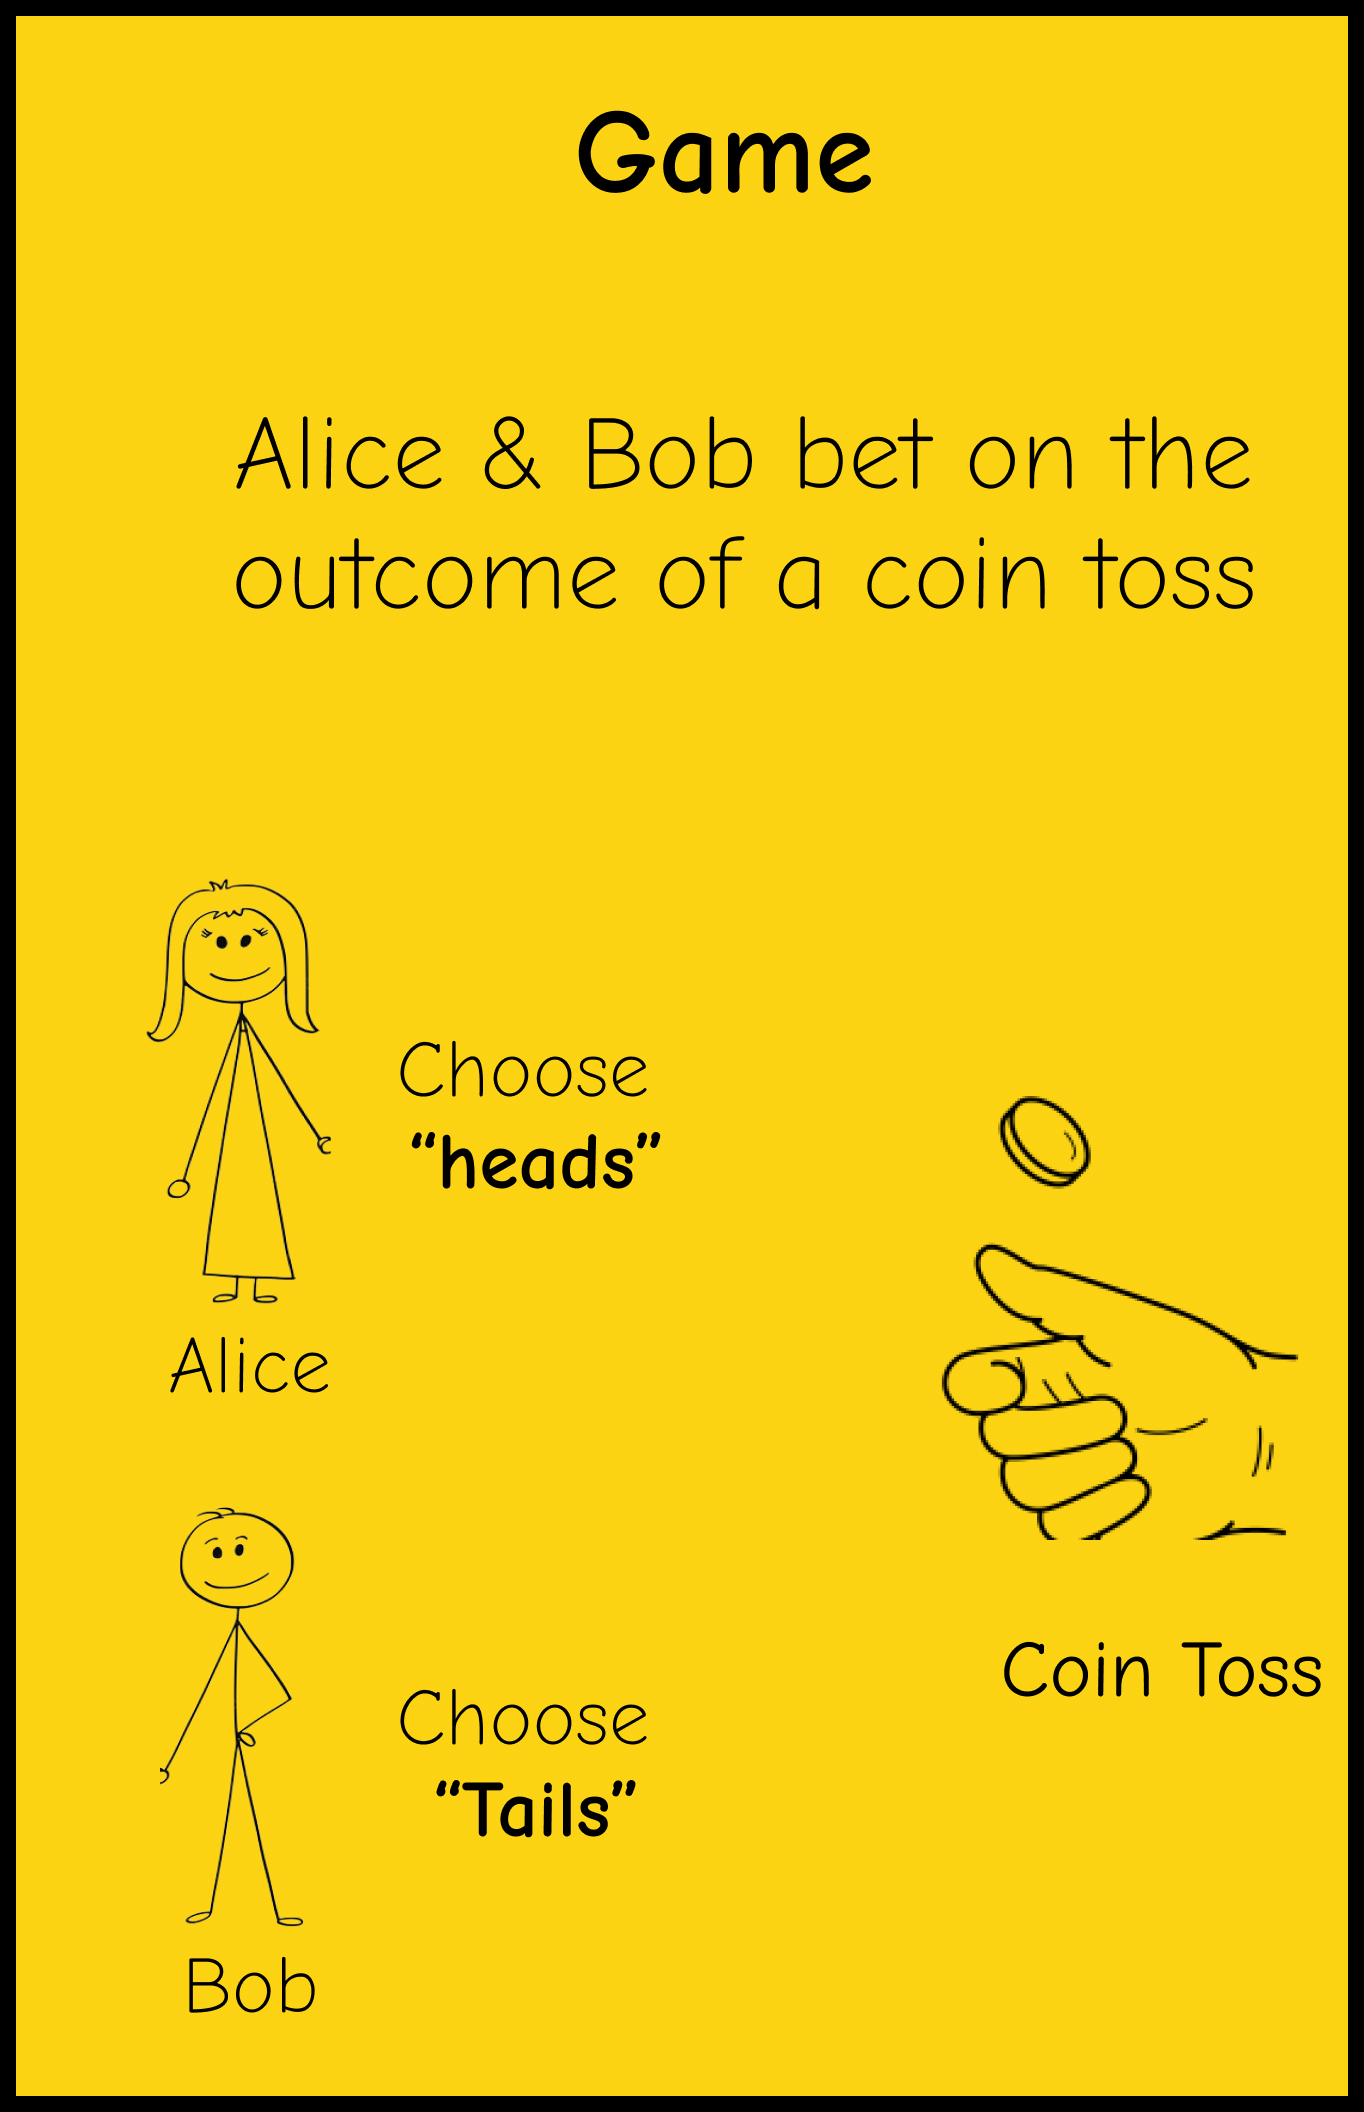 Game
Alice & Bob bet on the
outcome of a coin toss
Choose
“heads”
Alice
Coin Toss
Choose
“Tails”
Bob